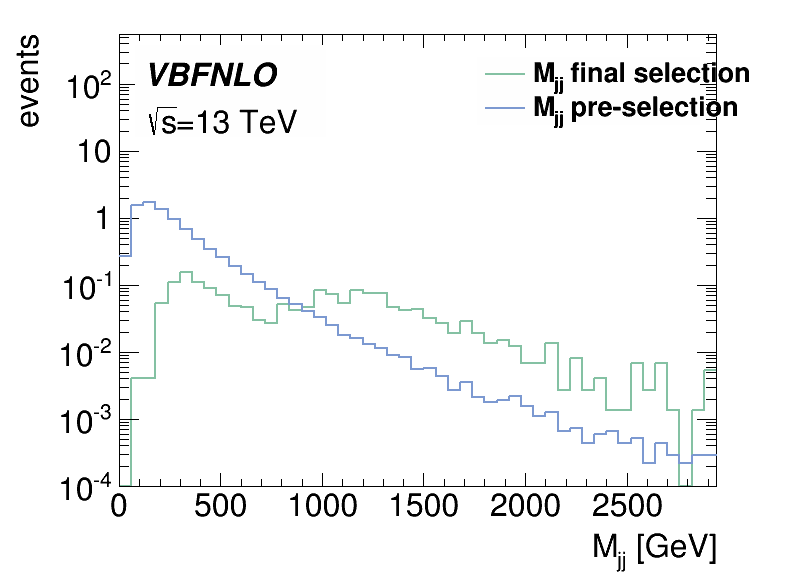 events
VBFNLO
√s=13 TeV
M_jj final selection
M_jj pre-selection
10^2
10
1
10^-1
10^-2
10^-3
10^-4
0 500 1000 1500 2000 2500
M_jj [GeV]